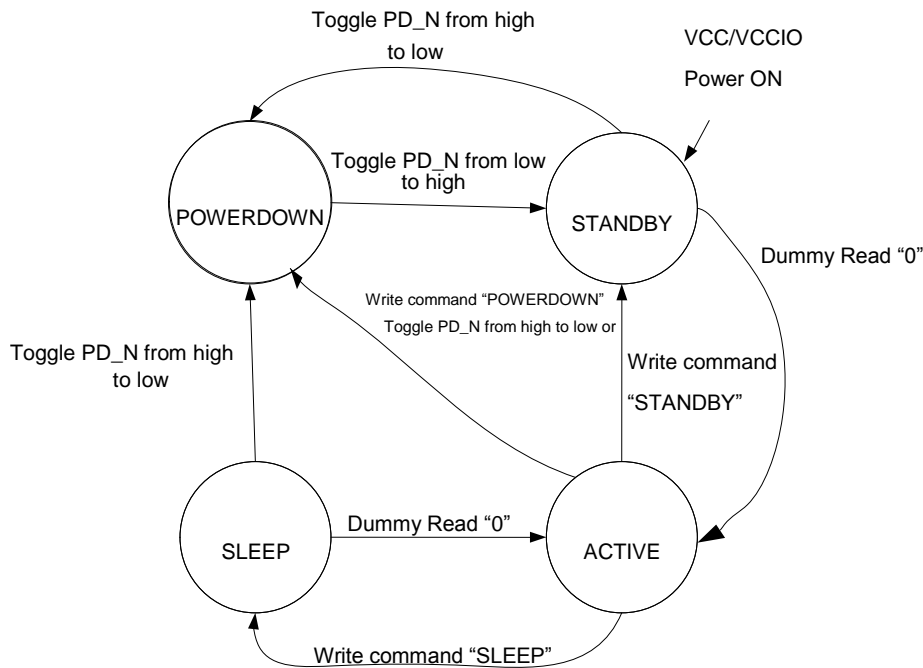 Toggle PD_N from high
to low
VCC/VCCIO
Power ON
Toggle PD_N from low
to high
POWERDOWN
STANDBY
Dummy Read “0”
Write command “POWERDOWN”
Toggle PD_N from high to low or
Toggle PD_N from high
to low
Write command
“STANDBY”
Dummy Read “0”
SLEEP
ACTIVE
Write command “SLEEP”